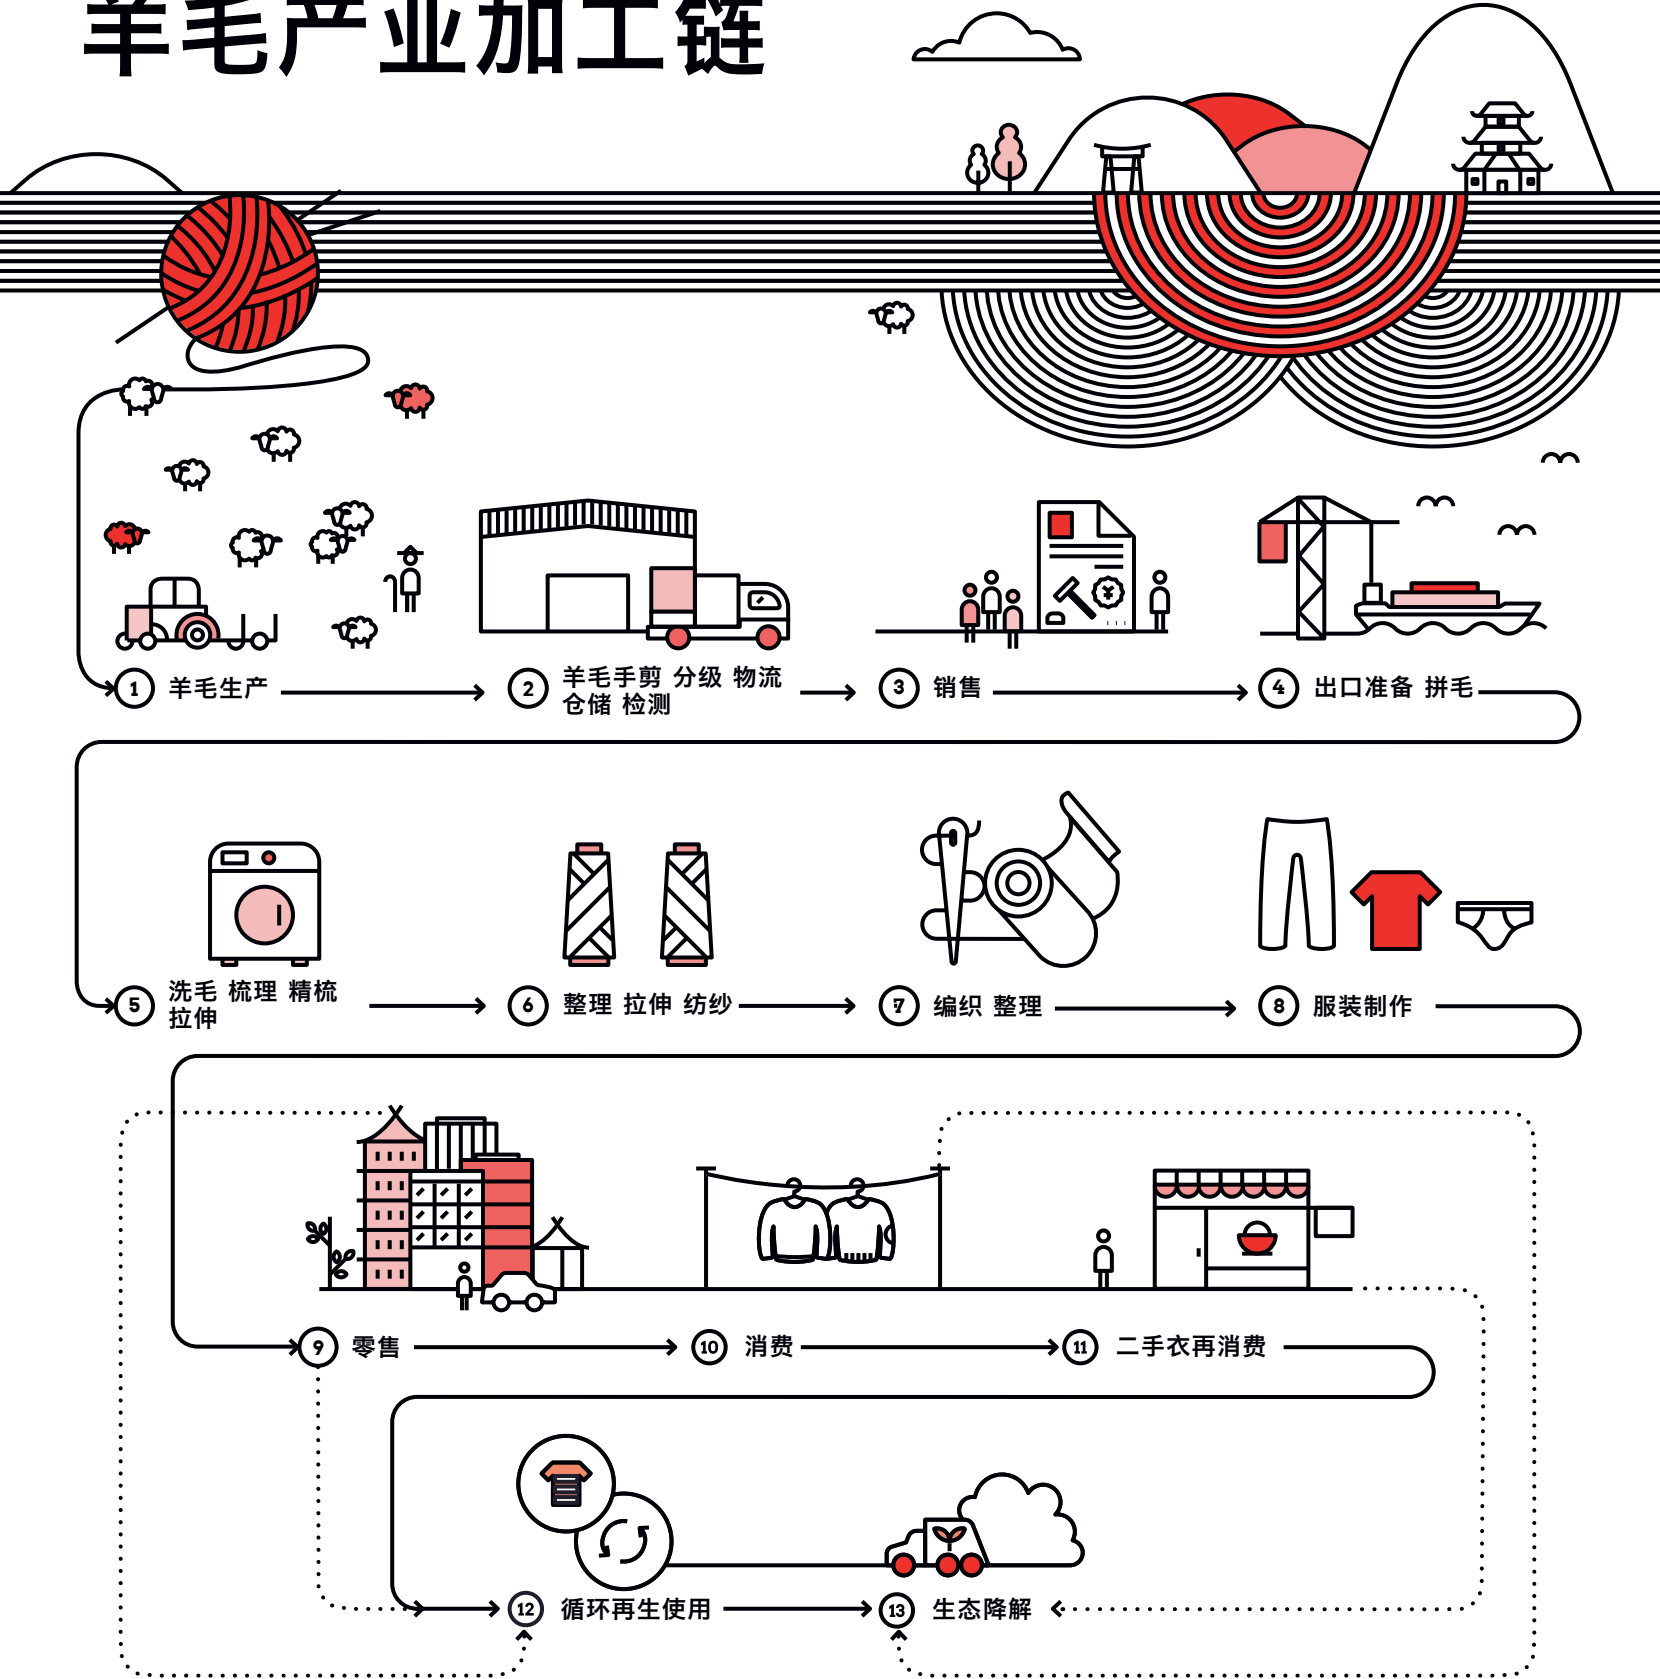 羊毛产业加工链
¥
1 羊毛生产
2 羊毛手剪 分级 物流
仓储 检测
3 销售
4 出口准备 拼毛
5 洗毛 梳理 精梳
拉伸
6 整理 拉伸 纺纱
7 编织 整理
8 服装制作
9 零售
10 消费
11 二手衣再消费
12 循环再生使用
13 生态降解